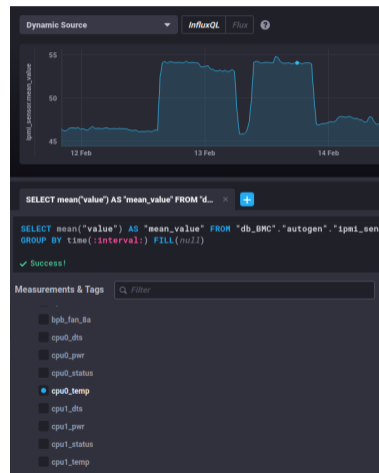 Dynamic Source
InfluxQL
Flux
?
55
50
45
ipmi_sensor.mean_value
12 Feb
13 Feb
14 Feb
SELECT mean("value") AS "mean_value" FROM "d...
SELECT mean("value") AS "mean_value" FROM "db_BMC"."autogen"."ipmi_sen
GROUP BY time(:interval:) FILL(null)
Success!
Measurements & Tags
Filter
bpb_fan_8a
cpu0_dts
cpu0_pwr
cpu0_status
cpu0_temp
cpu1_dts
cpu1_pwr
cpu1_status
cpu1_temp